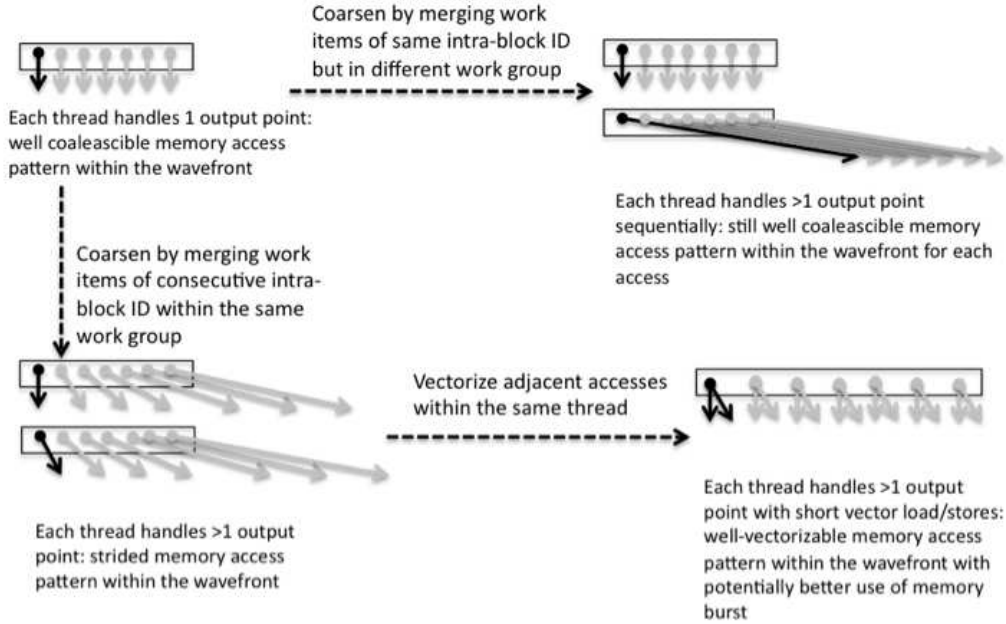 Coarsen by merging work
items of same intra-block ID
but in different work group
Each thread handles 1 output point:
well coaleascible memory access
pattern within the wavefront
Each thread handles >1 output point
sequentially: still well coaleascible memory
access pattern within the wavefront for each
access
Coarsen by merging work
items of consecutive intra-
block ID within the same
work group
Vectorize adjacent accesses
within the same thread
Each thread handles >1 output
point: strided memory access
pattern within the wavefront
Each thread handles >1 output
point with short vector load/stores:
well-vectorizable memory access
pattern within the wavefront with
potentially better use of memory
burst